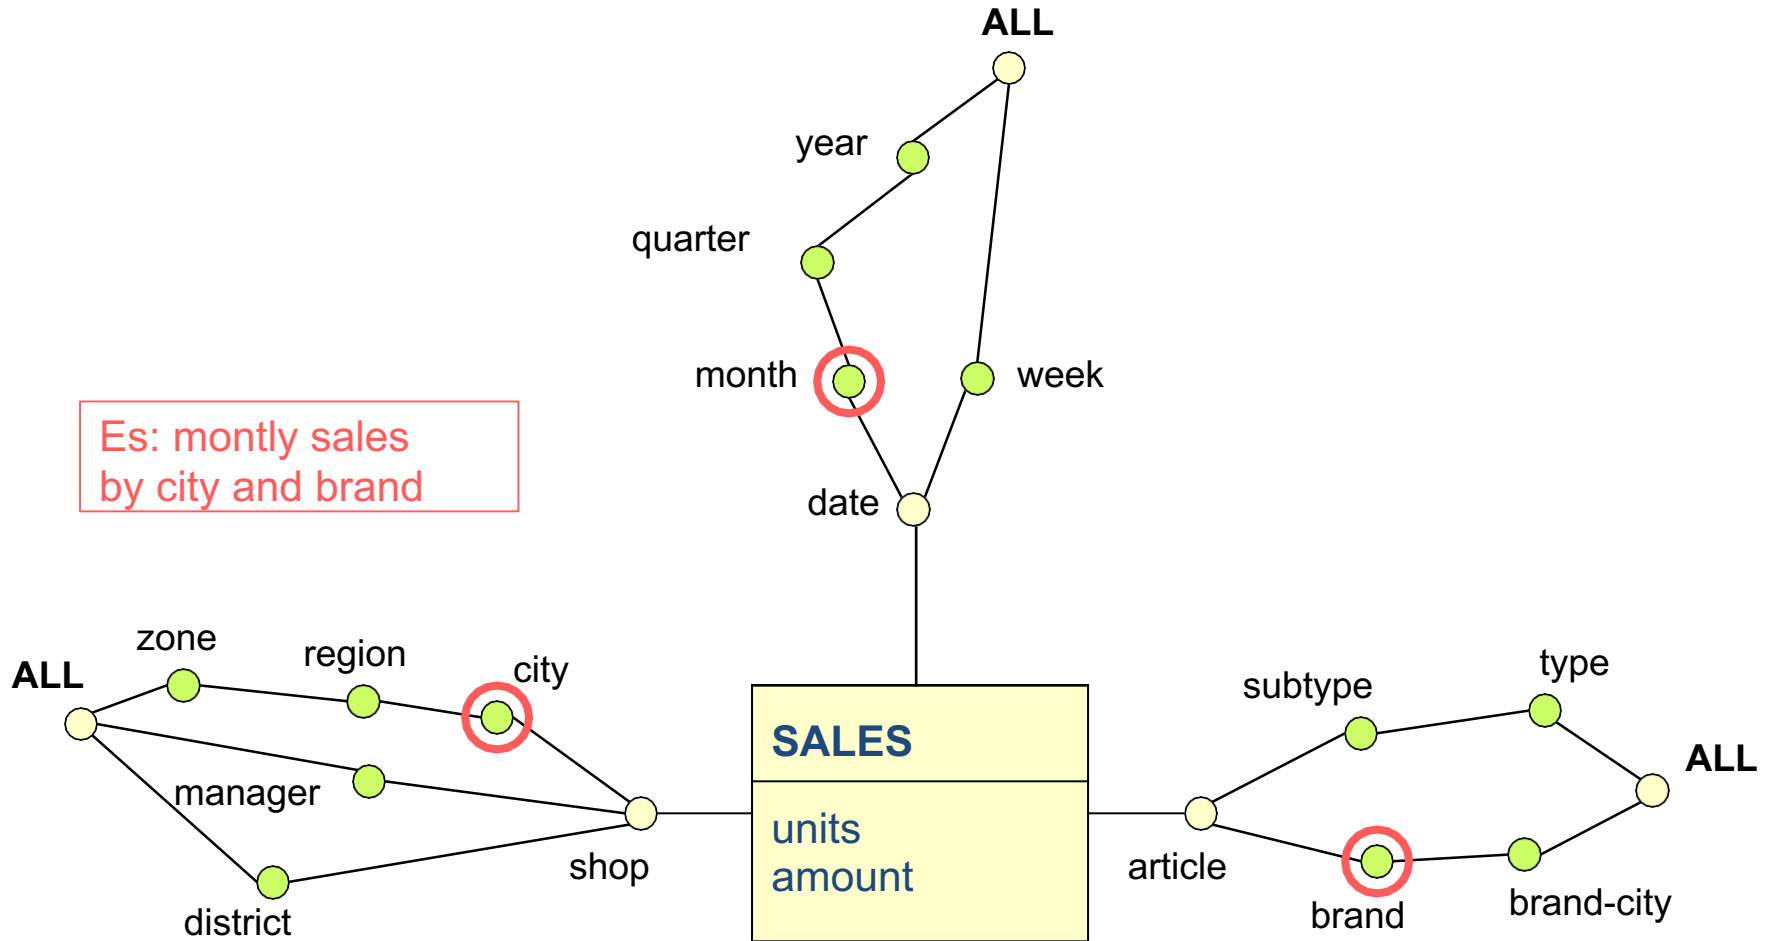 ALL
year
quarter
month
week
Es: montly sales
by city and brand
date
zone
region
city
ALL
type
subtype
SALES
ALL
manager
units
amount
shop
article
district
brand
brand-city